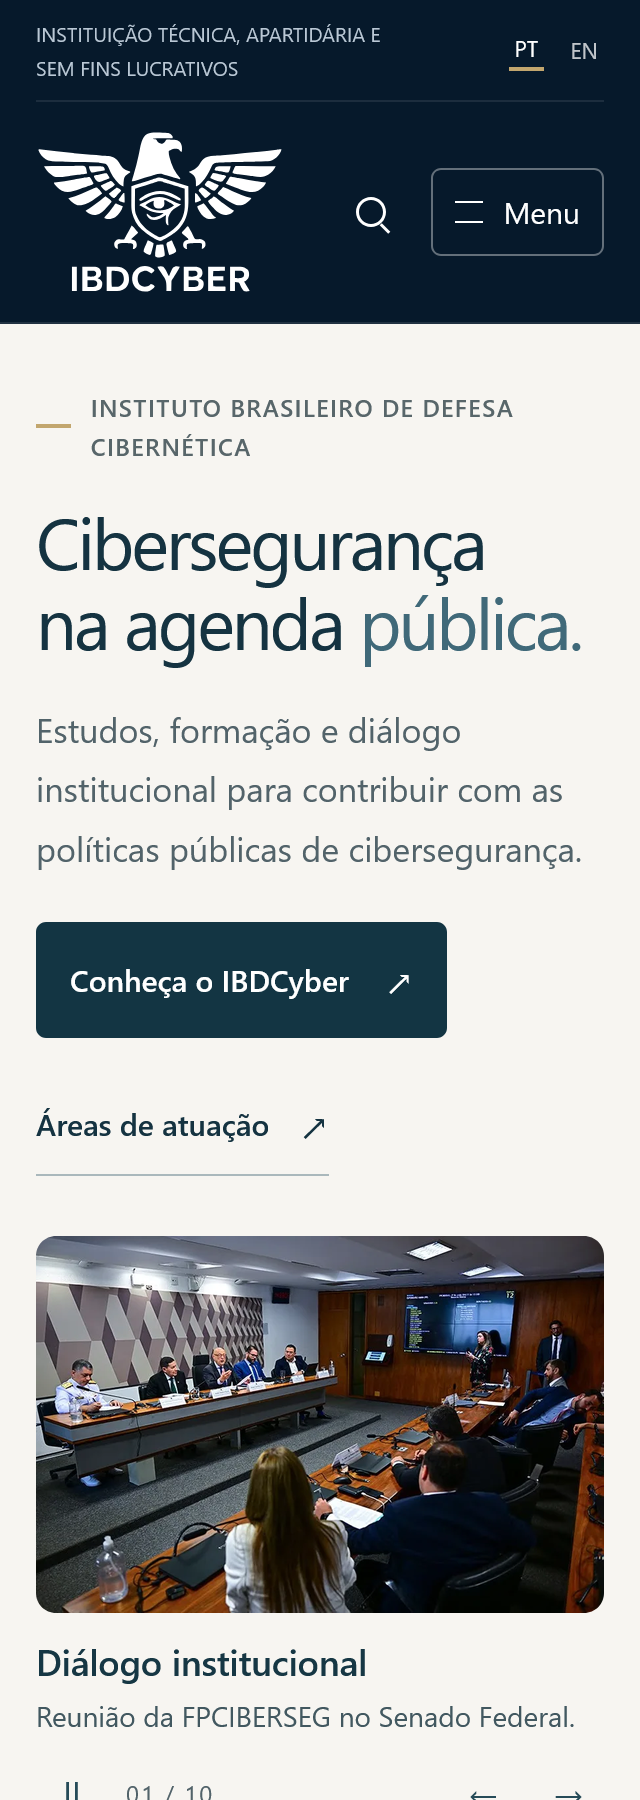 INSTITUIÇÃO TÉCNICA, APARTIDÁRIA E
SEM FINS LUCRATIVOS
PT
EN
IBDCYBER
Menu
INSTITUTO BRASILEIRO DE DEFESA
CIBERNÉTICA
Cibersegurança
na agenda pública.
Estudos, formação e diálogo
institucional para contribuir com as
políticas públicas de cibersegurança.
Conheça o IBDCyber ↗
Áreas de atuação ↗
Diálogo institucional
Reunião da FPCIBERSEG no Senado Federal.
01 / 10 ← →